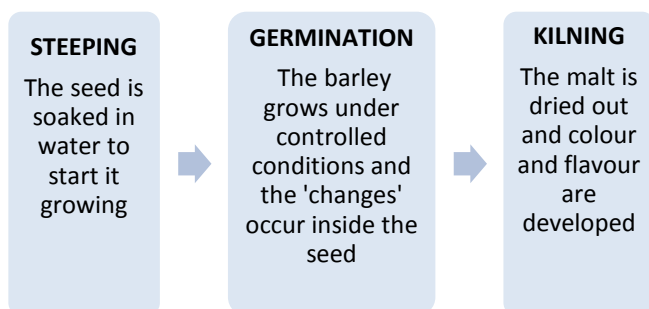 STEEPING
The seed is
soaked in
water to
start it
growing
GERMINATION
The barley
grows under
controlled
conditions and
the 'changes'
occur inside the
seed
KILNING
The malt is
dried out
and colour
and flavour
are
developed